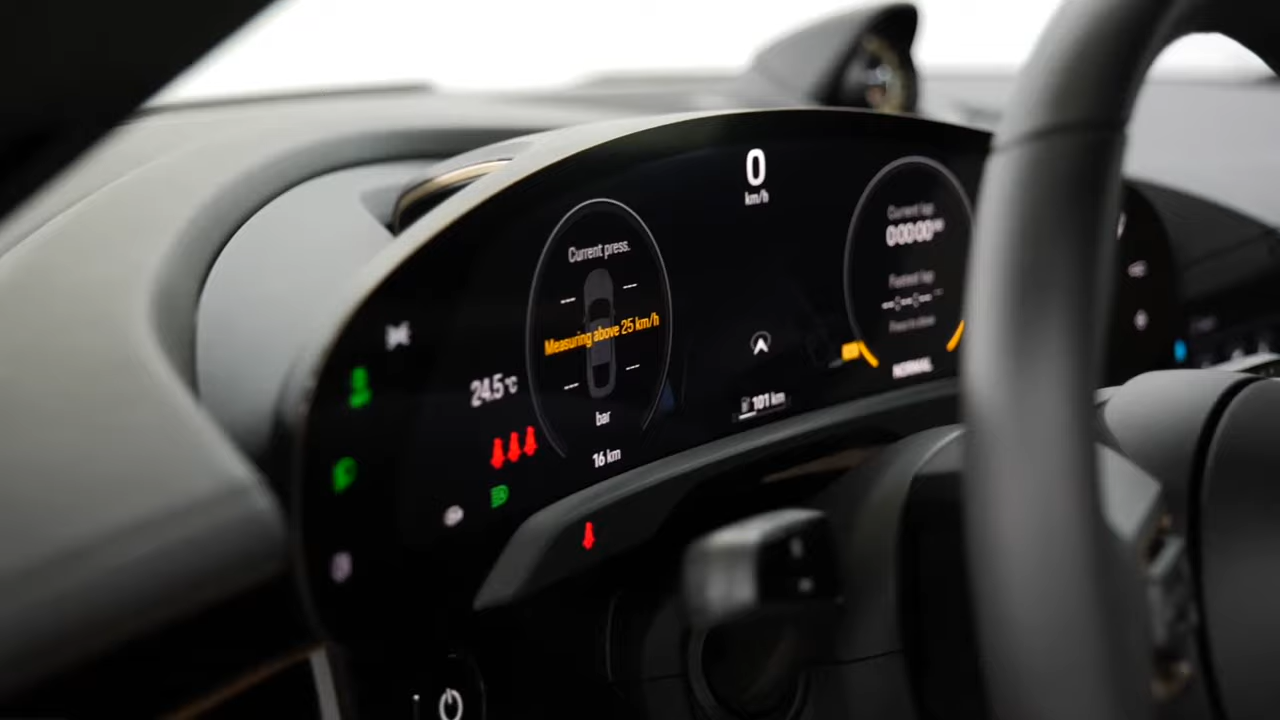 0
km/h
Current press.
Measuring above 25 km/h
bar
16 km
24.5°C
101 km
Current lap
Fastest lap
NORMAL